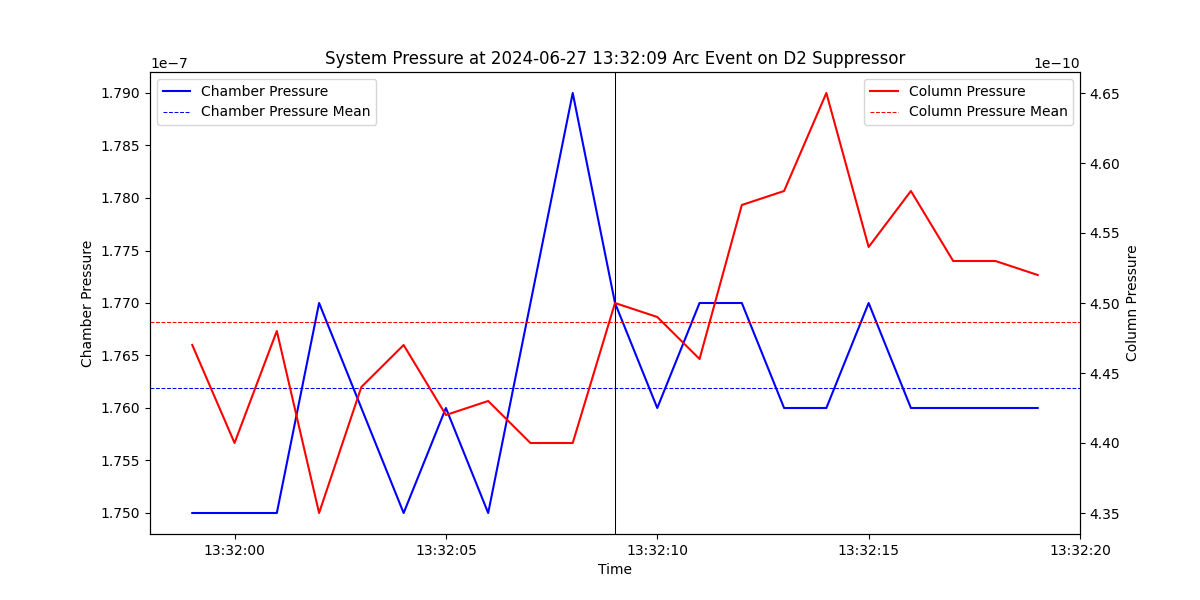 System Pressure at 2024-06-27 13:32:09 Arc Event on D2 Suppressor
1e−7
1e−10
Chamber Pressure
Chamber Pressure Mean
Column Pressure
Column Pressure Mean
1.790
1.785
1.780
1.775
1.770
1.765
1.760
1.755
1.750
Chamber Pressure
4.65
4.60
4.55
4.50
4.45
4.40
4.35
Column Pressure
13:32:00
13:32:05
13:32:10
13:32:15
13:32:20
Time